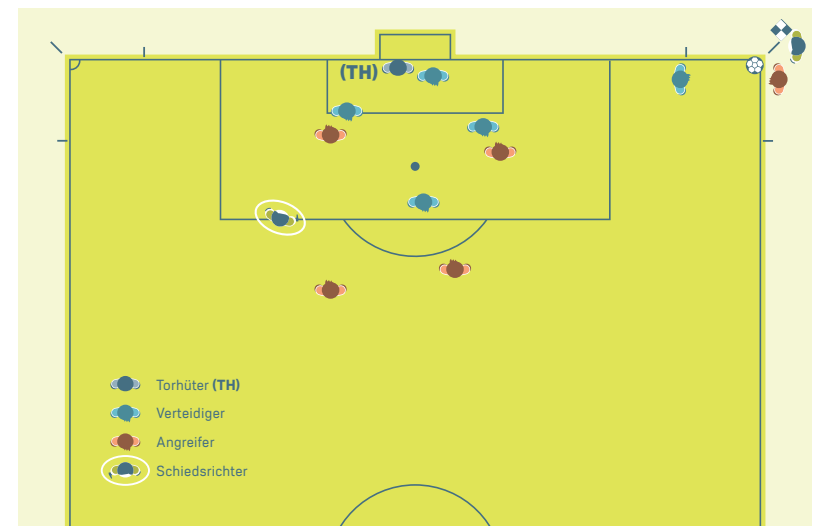 (TH)
Torhüter (TH)
Verteidiger
Angreifer
Schiedsrichter